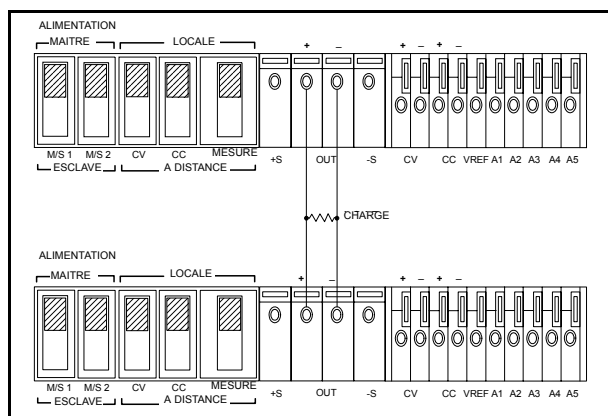 ALIMENTATION
MAITRE LOCALE
+ –
+ – + –
M/S 1 M/S 2 CV CC MESURE +S OUT -S CV CC VREF A1 A2 A3 A4 A5
ESCLAVE A DISTANCE
CHARGE
ALIMENTATION
MAITRE LOCALE
+ –
+ – + –
M/S 1 M/S 2 CV CC MESURE +S OUT -S CV CC VREF A1 A2 A3 A4 A5
ESCLAVE A DISTANCE